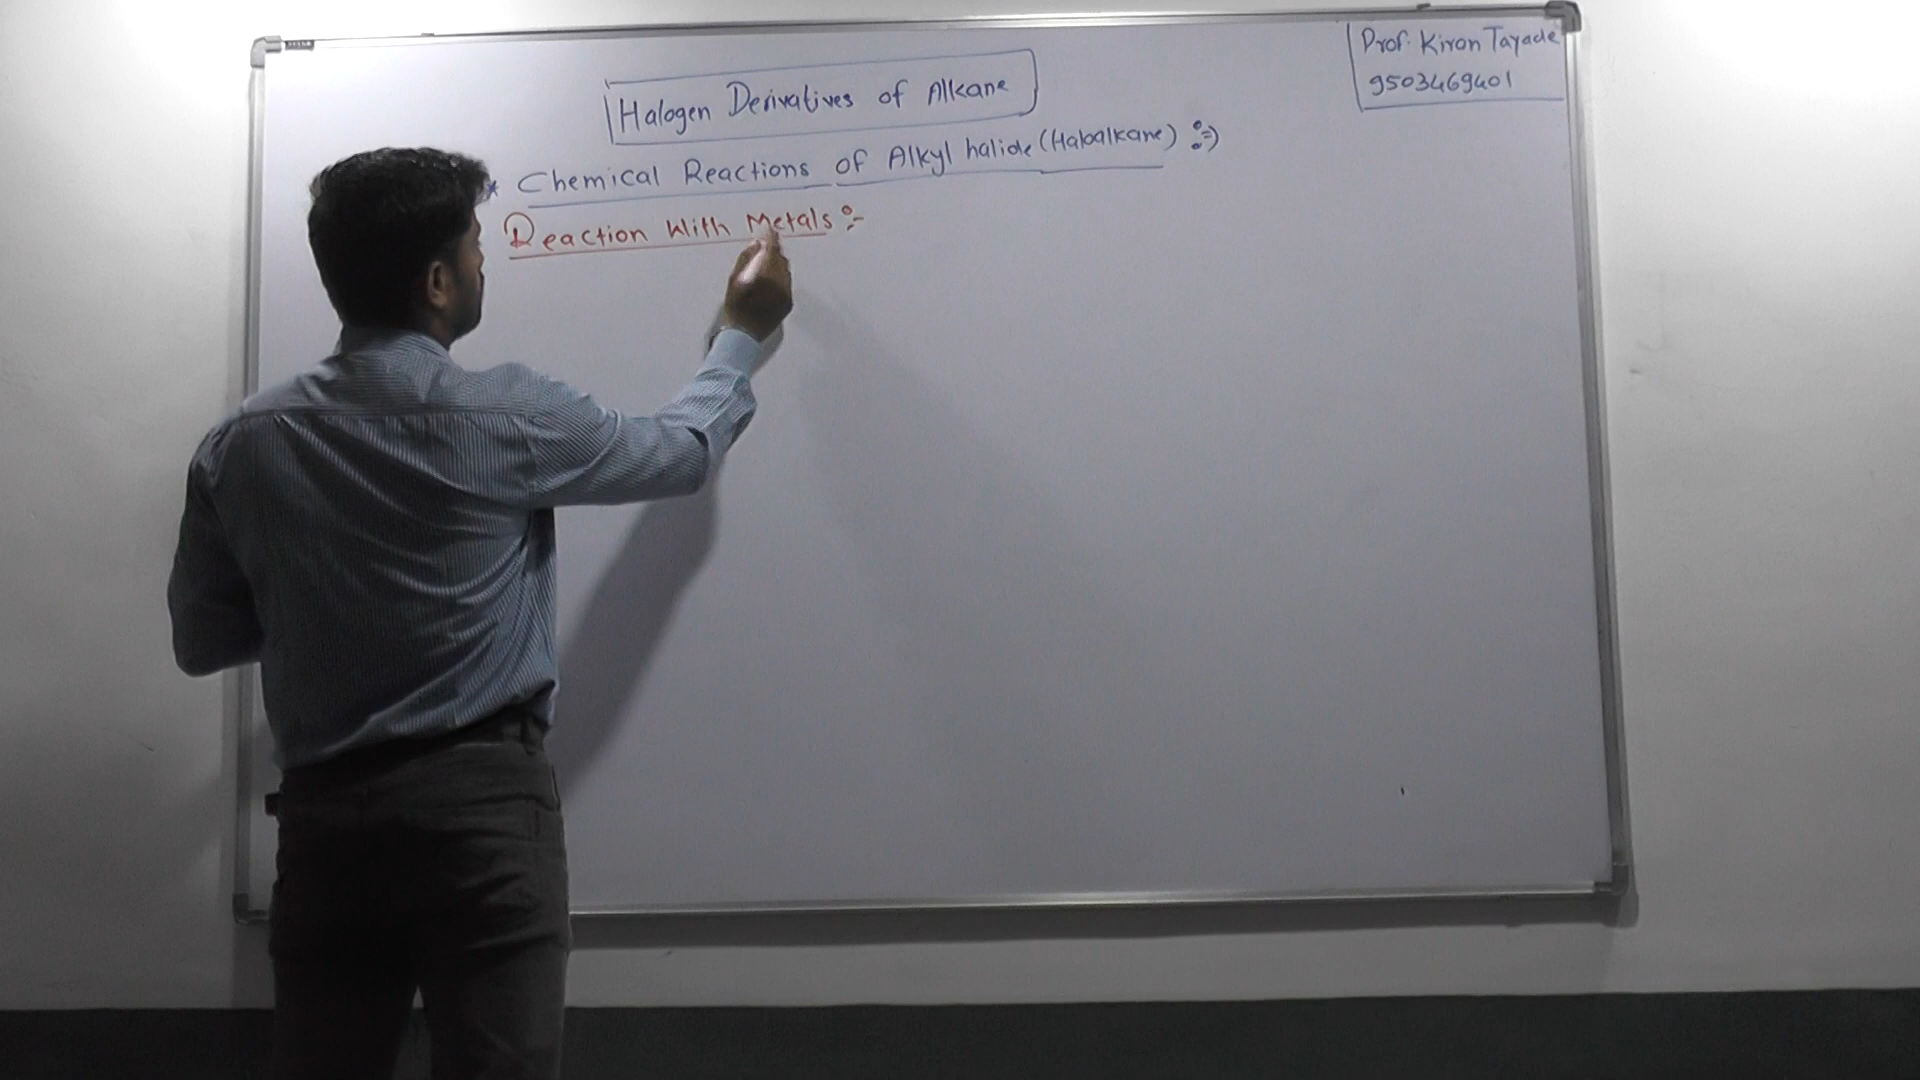 Halogen Derivatives of Alkane
* Chemical Reactions of Alkyl halide (Haloalkane) :⇒
Reaction With Metals :-
Prof. Kiran Tayade
9503469401